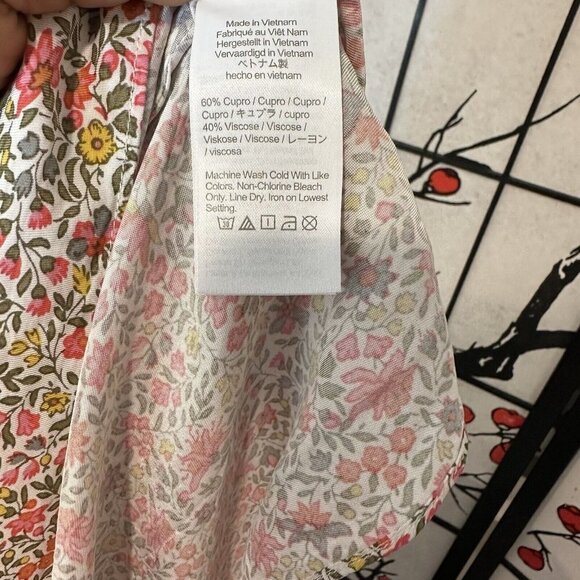 Made in Vietnam
Fabriqué au Viêt Nam
Hergestellt in Vietnam
Vervaardigd in Vietnam
ベトナム製
hecho en vietnam
60% Cupro / Cupro / Cupro /
Cupro / キュプラ / cupro
40% Viscose / Viscose /
Viskose / Viscose / レーヨン
/ viscosa
Machine Wash Cold With Like
Colors. Non-Chlorine Bleach
Only. Line Dry. Iron on Lowest
Setting.
30